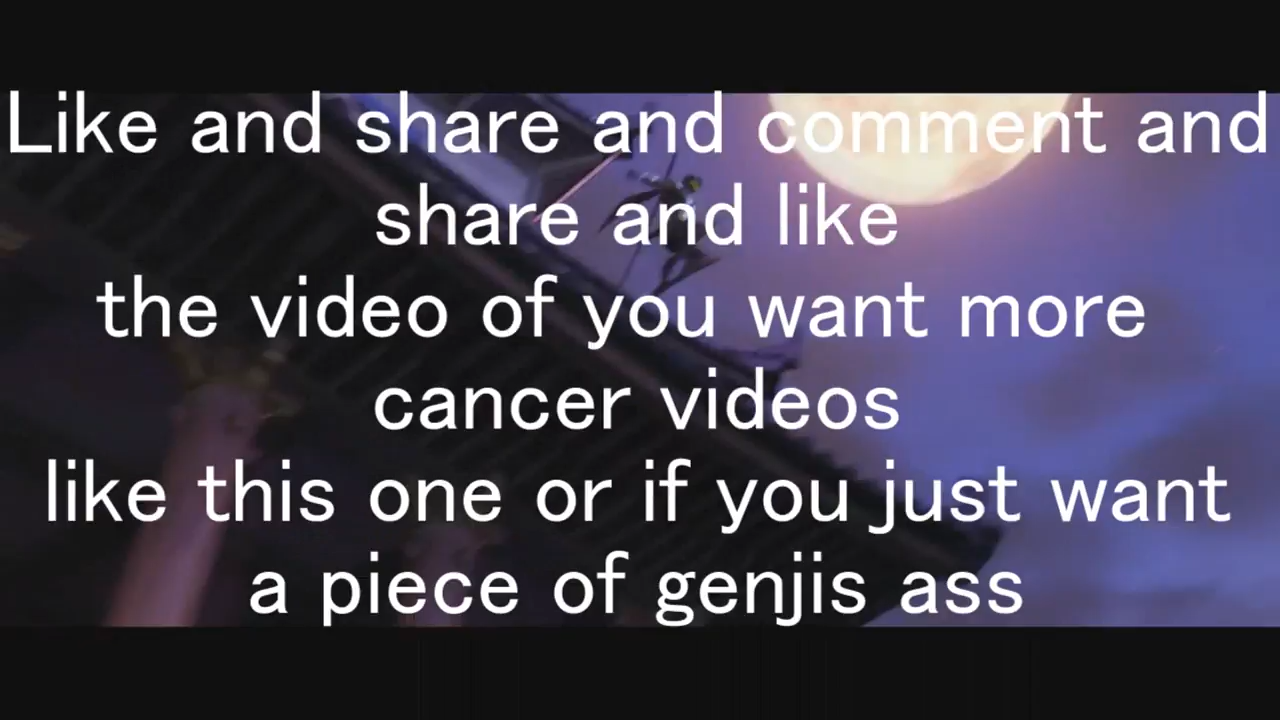 Like and share and comment and
share and like
the video of you want more
cancer videos
like this one or if you just want
a piece of genjis ass